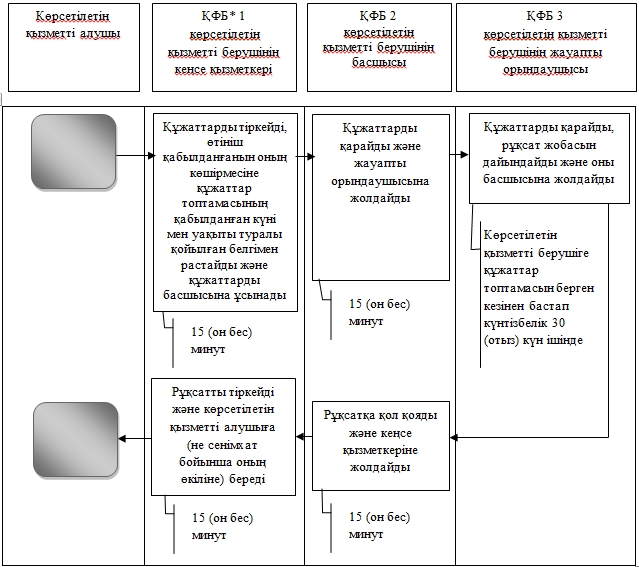 Көрсетілетін
қызметті алушы
ҚФБ* 1
көрсетілетін
қызметті берушінің
кеңсе қызметкері
ҚФБ 2
көрсетілетін
қызметті берушінің
басшысы
ҚФБ 3
көрсетілетін қызметті
берушінің жауапты
орындаушысы
Құжаттарды тіркейді,
өтініш
қабылданғанын оның
көшірмесіне
құжаттар
топтамасының
қабылданған күні
мен уақыты туралы
қойылған белгімен
растайды және
құжаттарды
басшысына ұсынады
15 (он бес)
минут
Құжаттарды
қарайды және
жауапты
орындаушысына
жолдайды
15 (он бес)
минут
Құжаттарды қарайды,
рұқсат жобасын
дайындайды және оны
басшысына жолдайды
Көрсетілетін
қызметті берушіге
құжаттар
топтамасын берген
кезінен бастап
күнтізбелік 30
(отыз) күн ішінде
Рұқсатты тіркейді
және көрсетілетін
қызметті алушыға
(не сенімхат
бойынша оның
өкіліне) береді
15 (он бес)
минут
Рұқсатқа қол қояды
және кеңсе
қызметкеріне
жолдайды
15 (он бес)
минут